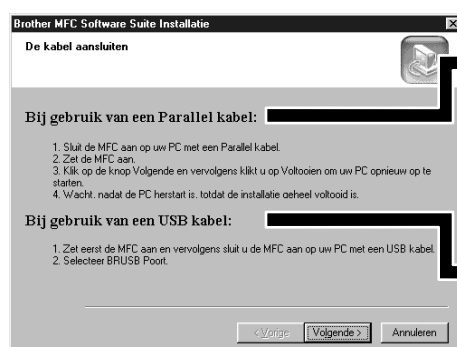 Brother MFC Software Suite Installatie
De kabel aansluiten
Bij gebruik van een Parallel kabel:
1. Sluit de MFC aan op uw PC met een Parallel kabel.
2. Zet de MFC aan.
3. Klik op de knop Volgende en vervolgens klikt u op Voltooien om uw PC opnieuw op te
starten.
4. Wacht, nadat de PC herstart is, totdat de installatie geheel voltooid is.
Bij gebruik van een USB kabel:
1. Zet eerst de MFC aan en vervolgens sluit u de MFC aan op uw PC met een USB kabel.
2. Selecteer BRUSB Poort.
< Vorige Volgende > Annuleren